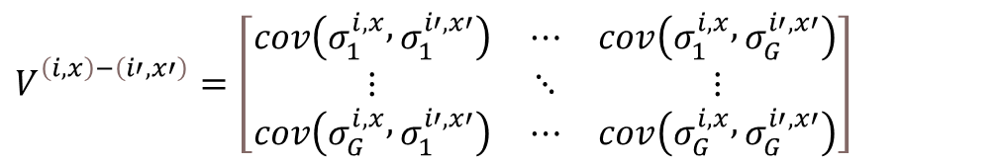 V^{(i,x)−(i′,x′)} = [cov(σ_1^{i,x}, σ_1^{i′,x′}) ⋯ cov(σ_1^{i,x}, σ_G^{i′,x′})
⋮ ⋱ ⋮
cov(σ_G^{i,x}, σ_1^{i′,x′}) ⋯ cov(σ_G^{i,x}, σ_G^{i′,x′})]